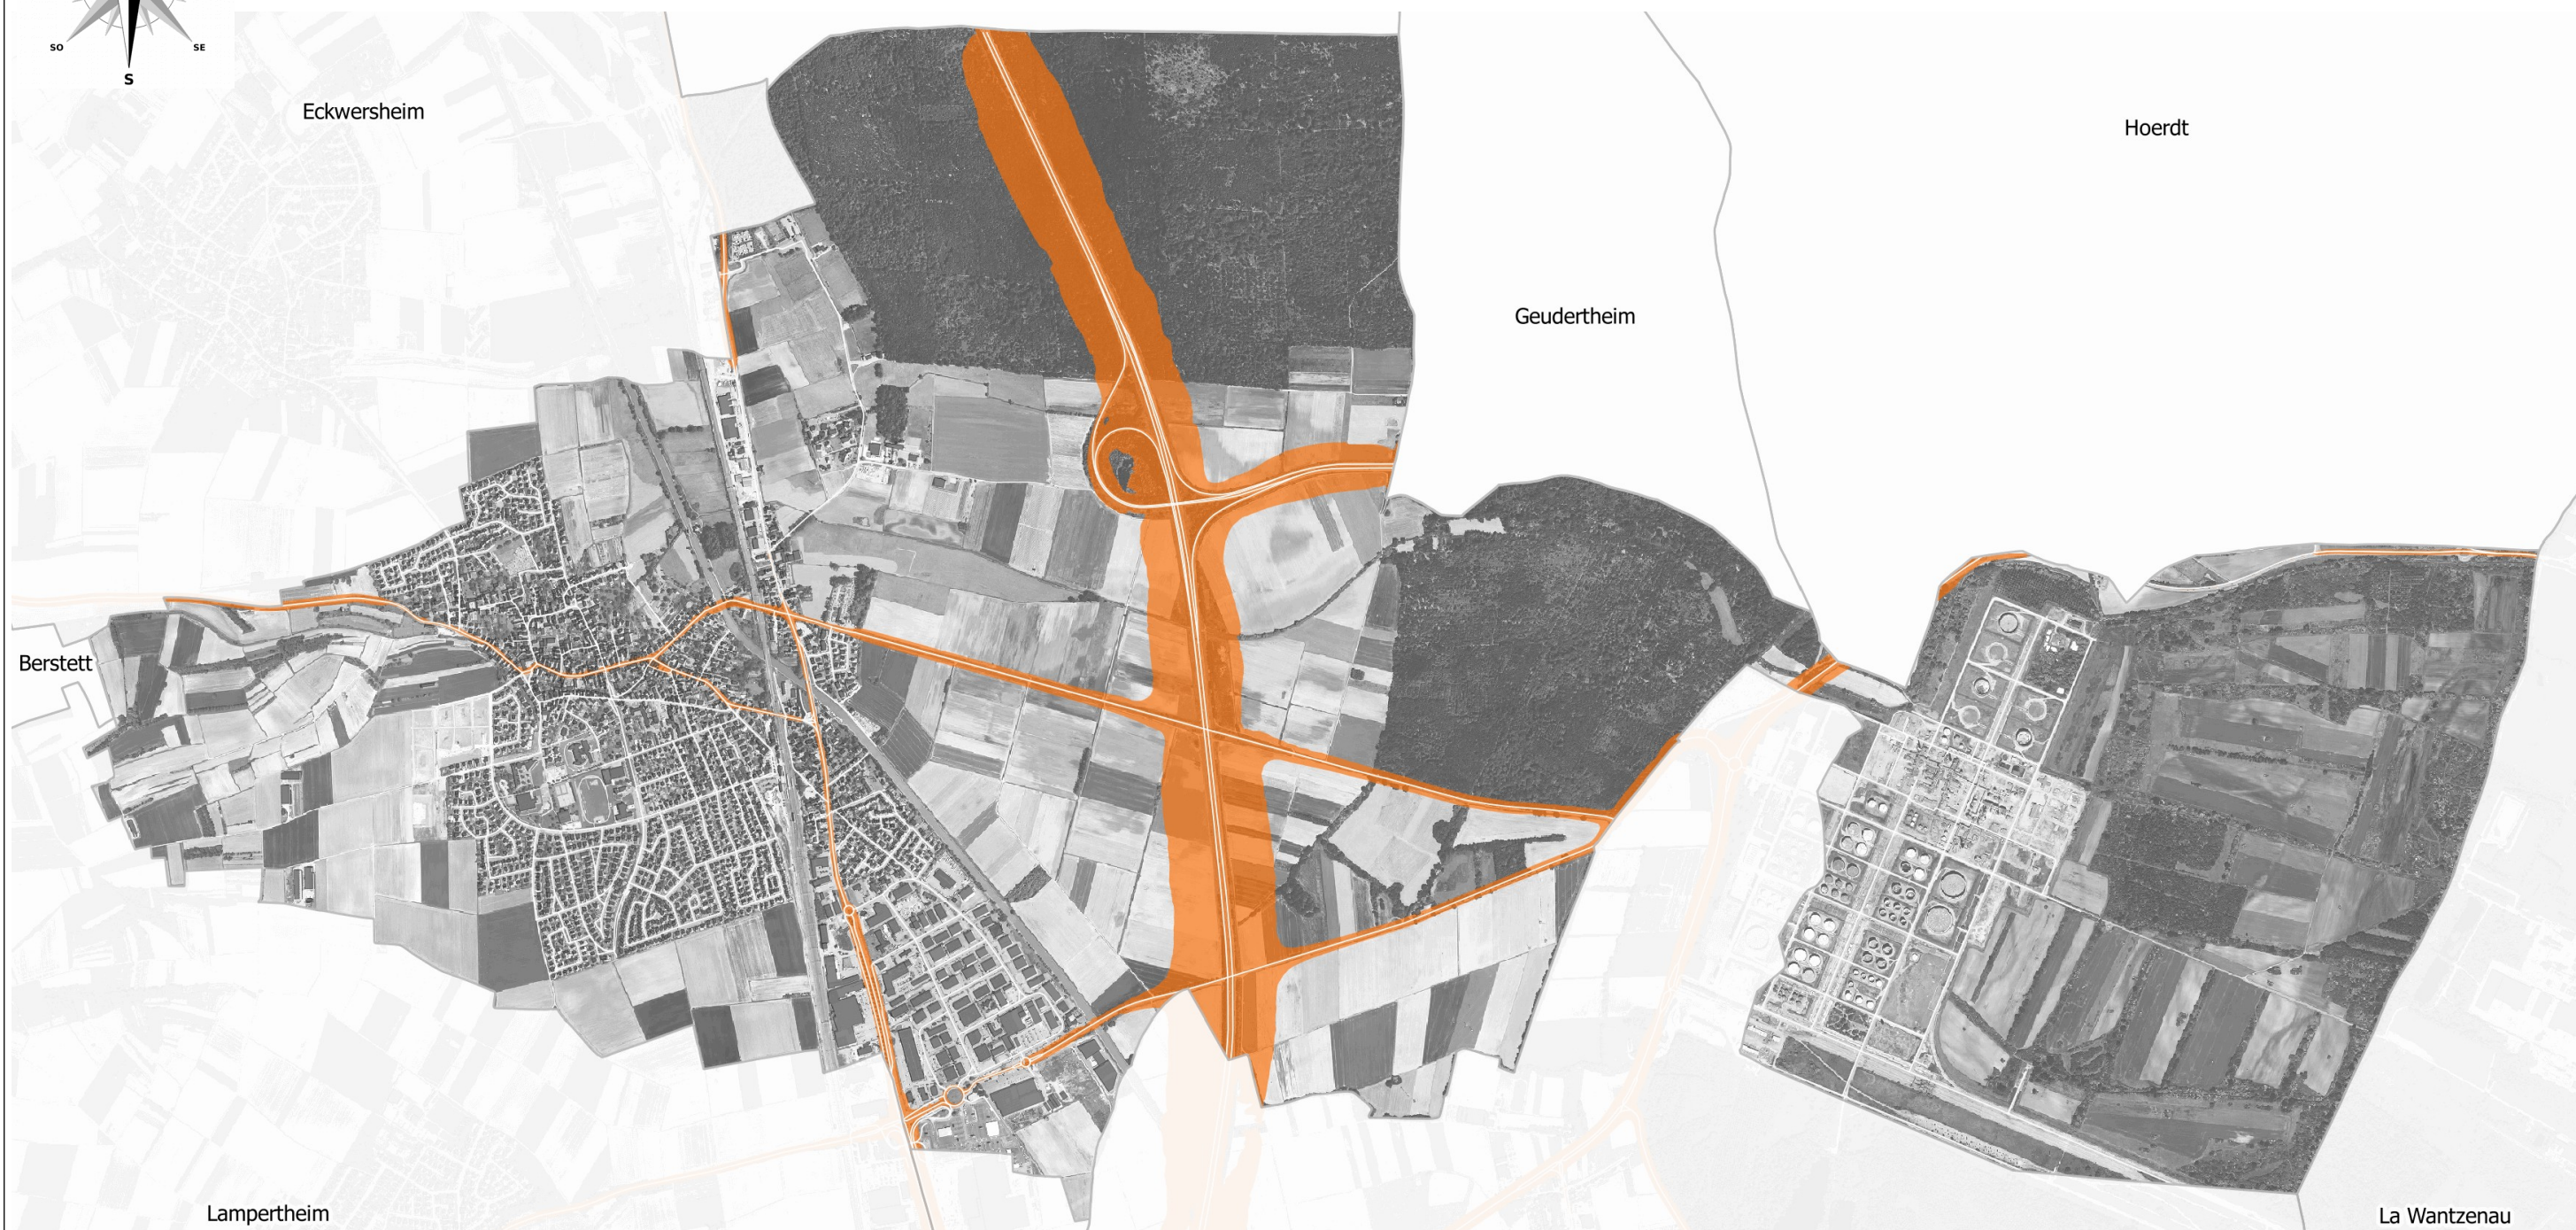 SO
SE
S
Eckwersheim
Hoerdt
Geudertheim
Berstett
Lampertheim
La Wantzenau